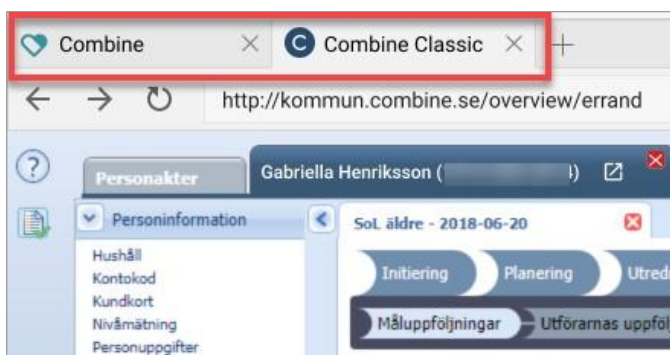 Combine
Combine Classic
http://kommun.combine.se/overview/errand
Personakter
Gabriella Henriksson (
)
Personinformation
SoL äldre - 2018-06-20
Initiering
Planering
Hushåll
Kontokod
Kundkort
Nivåmätning
Personuppgifter
Måluppföljningar
Utförarnas